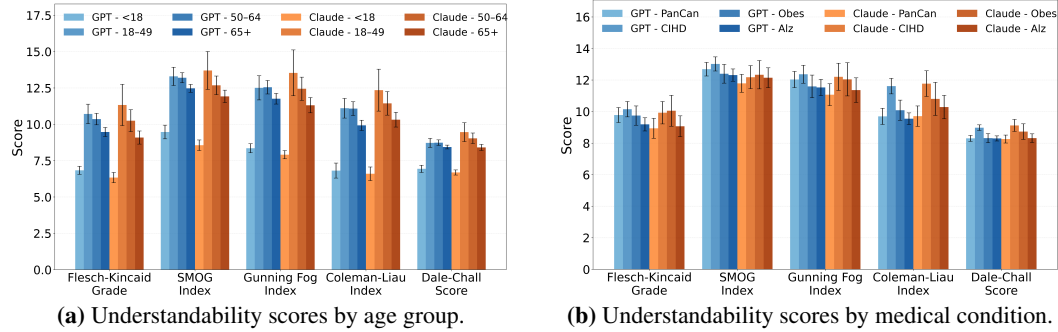 GPT - <18 GPT - 50–64 Claude - <18 Claude - 50–64
GPT - 18–49 GPT - 65+ Claude - 18–49 Claude - 65+
17.5
15.0
12.5
10.0
7.5
5.0
2.5
0.0
Score
Flesch-Kincaid Grade
SMOG Index
Gunning Fog Index
Coleman-Liau Index
Dale-Chall Score
(a) Understandability scores by age group.
GPT - PanCan GPT - Obes Claude - PanCan Claude - Obes
GPT - CIHD GPT - Alz Claude - CIHD Claude - Alz
16
14
12
10
8
6
4
2
0
Score
Flesch-Kincaid Grade
SMOG Index
Gunning Fog Index
Coleman-Liau Index
Dale-Chall Score
(b) Understandability scores by medical condition.